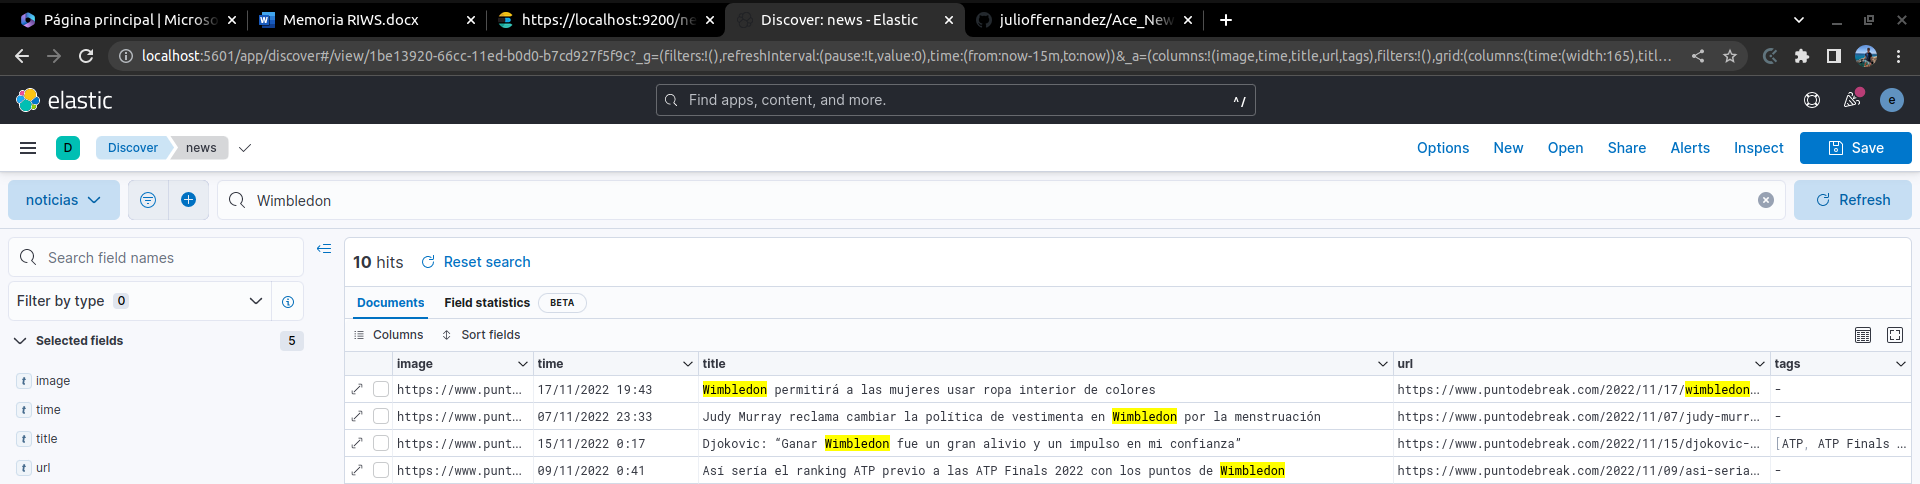 Página principal | Microso
Memoria RIWS.docx
https://localhost:9200/ne
Discover: news - Elastic
julioffernandez/Ace_New
localhost:5601/app/discover#/view/1be13920-66cc-11ed-b0d0-b7cd927f5f9c?_g=(filters:!(),refreshInterval:(pause:!t,value:0),time:(from:now-15m,to:now))&_a=(columns:!(image,time,title,url,tags),filters:!(),grid:(columns:(time:(width:165),titl...
elastic
Find apps, content, and more.
^/
e
D
Discover
news
Options
New
Open
Share
Alerts
Inspect
Save
noticias
Wimbledon
Refresh
Search field names
10 hits
Reset search
Filter by type 0
Documents
Field statistics
BETA
Selected fields
5
Columns
Sort fields
image time title url tags
t image
t time
t title
t url
https://www.punt... 17/11/2022 19:43 Wimbledon permitirá a las mujeres usar ropa interior de colores https://www.puntodebreak.com/2022/11/17/wimbledon... -
https://www.punt... 07/11/2022 23:33 Judy Murray reclama cambiar la política de vestimenta en Wimbledon por la menstruación https://www.puntodebreak.com/2022/11/07/judy-murr... -
https://www.punt... 15/11/2022 0:17 Djokovic: “Ganar Wimbledon fue un gran alivio y un impulso en mi confianza” https://www.puntodebreak.com/2022/11/15/djokovic-... [ATP, ATP Finals ...
https://www.punt... 09/11/2022 0:41 Así sería el ranking ATP previo a las ATP Finals 2022 con los puntos de Wimbledon https://www.puntodebreak.com/2022/11/09/asi-seria... -